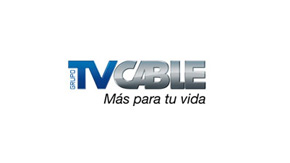 GRUPO
TVCABLE
Más para tu vida